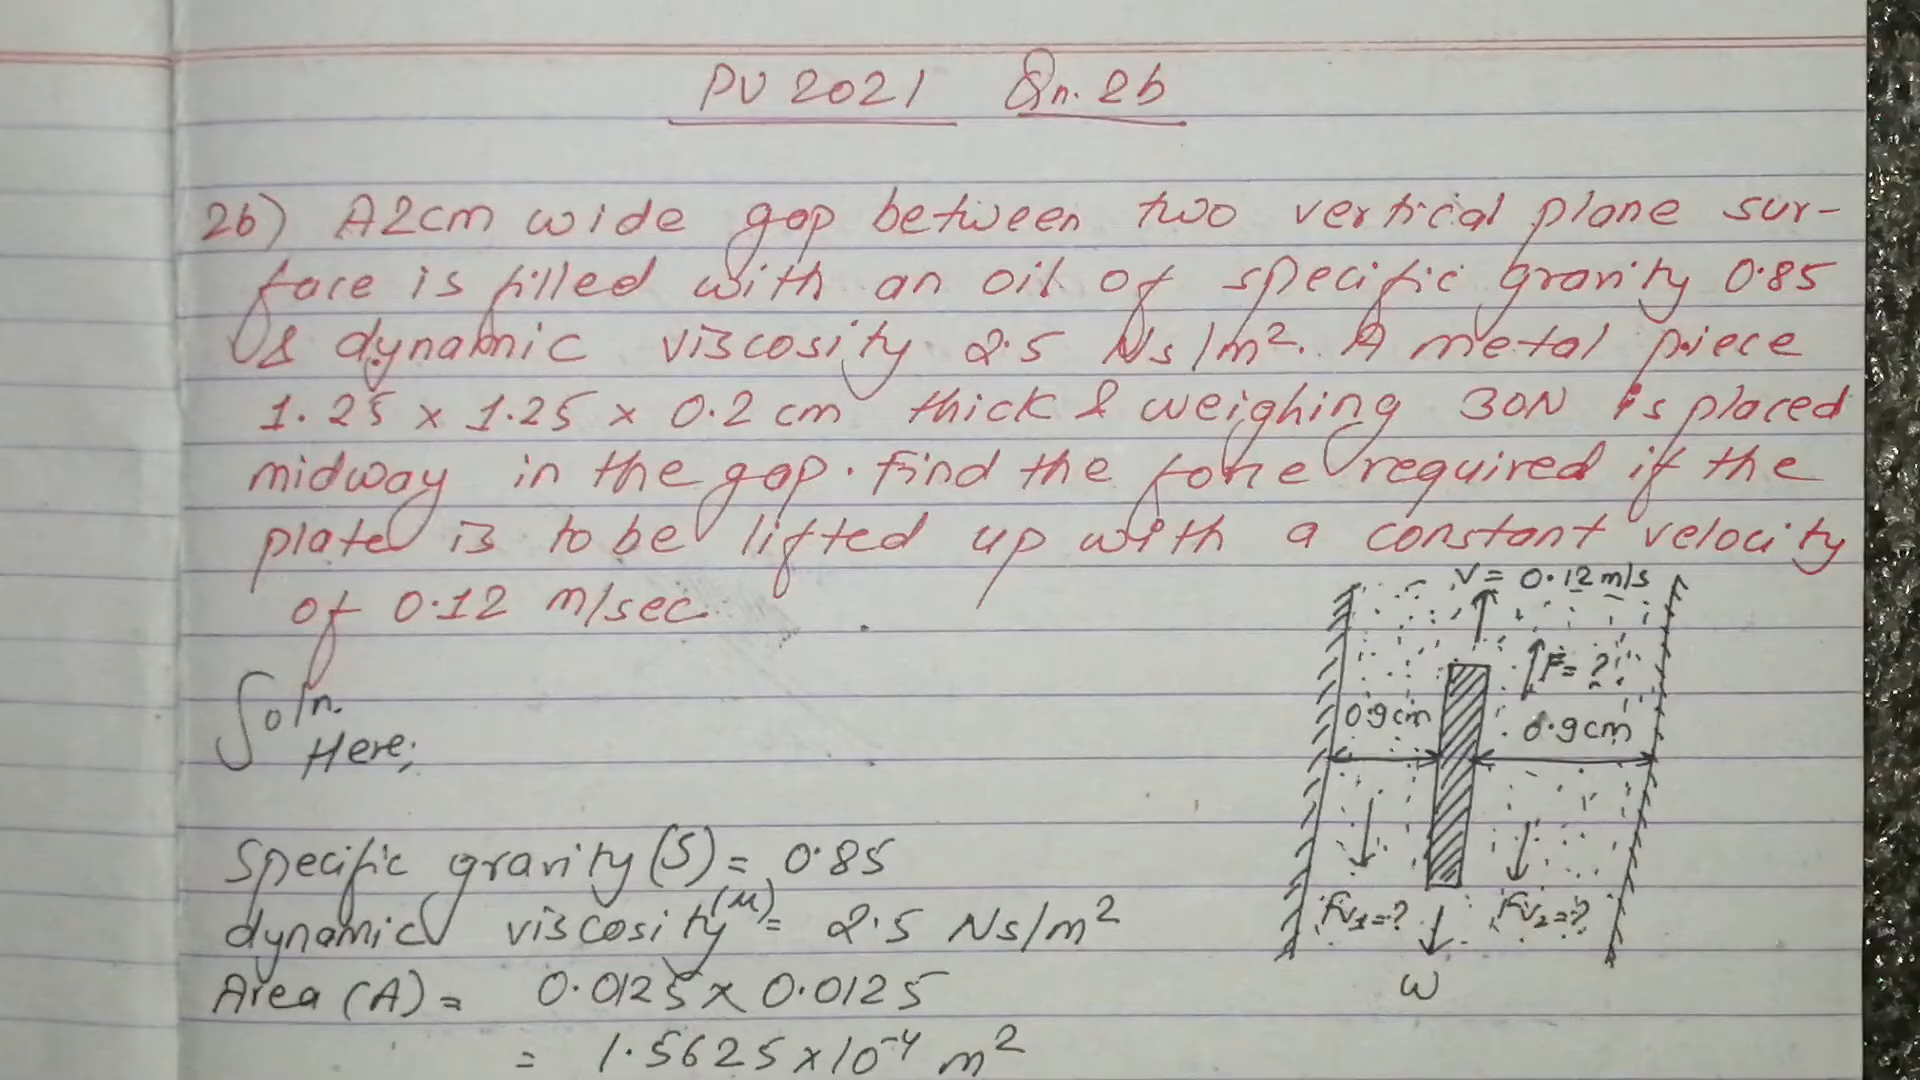 PU 2021 Qn. 2b
2b) A 2cm wide gap between two vertical plane sur-
face is filled with an oil of specific gravity 0.85
& dynamic viscosity 2.5 Ns/m². A metal piece
1.25 x 1.25 x 0.2 cm thick & weighing 30N is placed
midway in the gap. Find the force required if the
plate is to be lifted up with a constant velocity
of 0.12 m/sec
V = 0.12m/s
F = ?
0.9cm
0.9cm
Fv1=?
Fv2=?
W
Soln.
Here;
Specific gravity (S) = 0.85
dynamic viscosity (μ) = 2.5 Ns/m²
Area (A) = 0.0125 x 0.0125
= 1.5625 x 10⁻⁴ m²